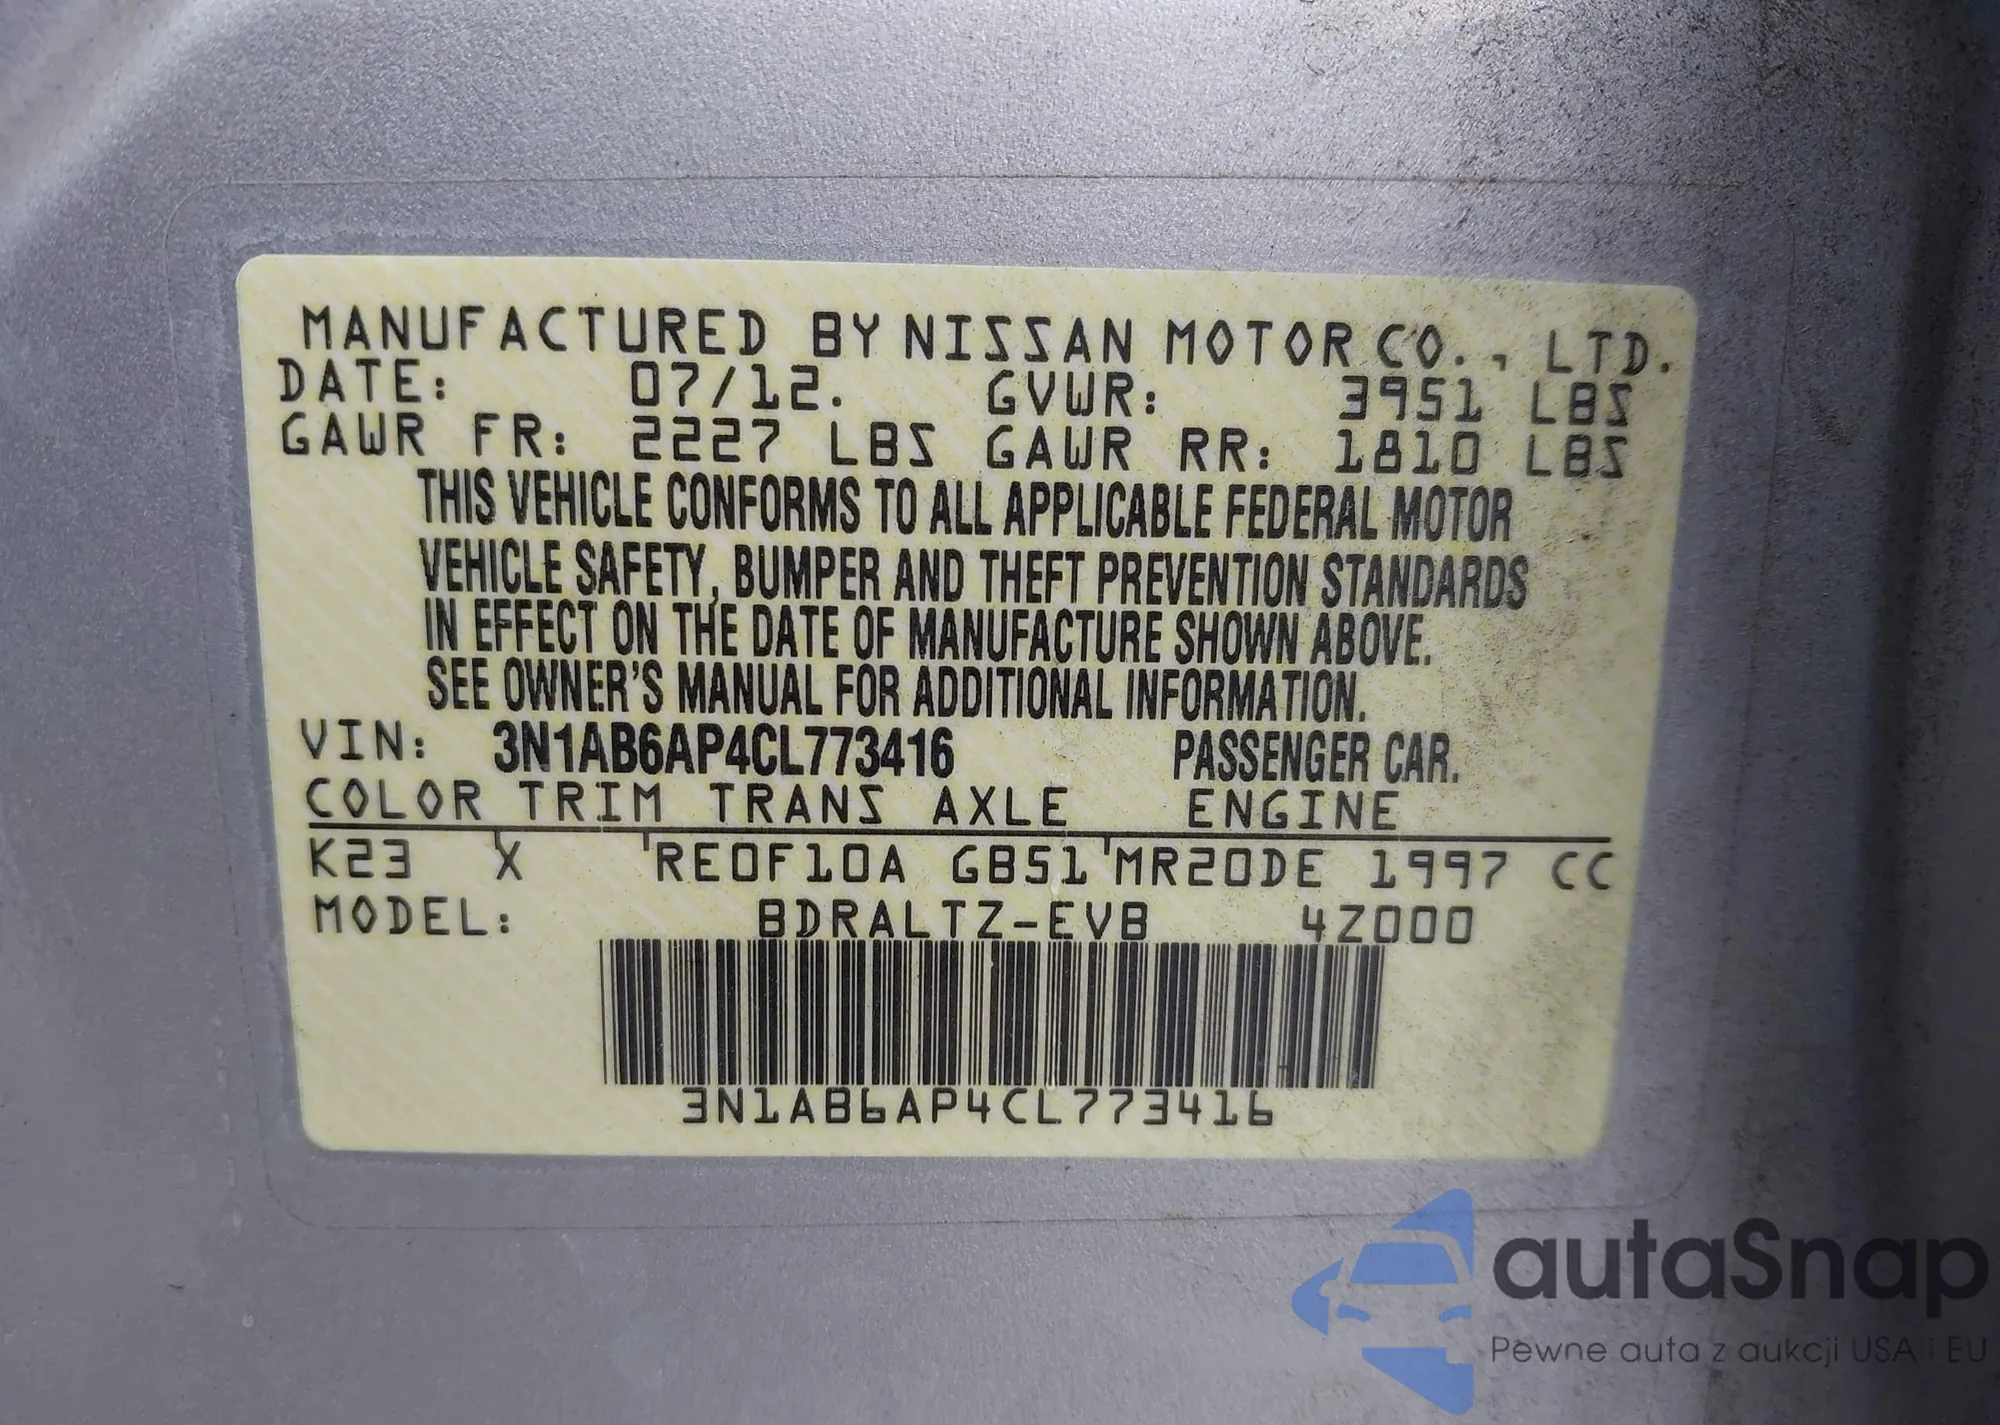 MANUFACTURED BY NISSAN MOTOR CO., LTD.
DATE: 07/12. GVWR: 3951 LBS
GAWR FR: 2227 LBS GAWR RR: 1810 LBS
THIS VEHICLE CONFORMS TO ALL APPLICABLE FEDERAL MOTOR
VEHICLE SAFETY, BUMPER AND THEFT PREVENTION STANDARDS
IN EFFECT ON THE DATE OF MANUFACTURE SHOWN ABOVE.
SEE OWNER'S MANUAL FOR ADDITIONAL INFORMATION.
VIN: 3N1AB6AP4CL773416 PASSENGER CAR.
COLOR TRIM TRANS AXLE ENGINE
K23 X RE0F10A GB51 MR20DE 1997 CC
MODEL: BDRALTZ-EVB 4Z000
3N1AB6AP4CL773416
autaSnap
Pewne auta z aukcji USA i EU